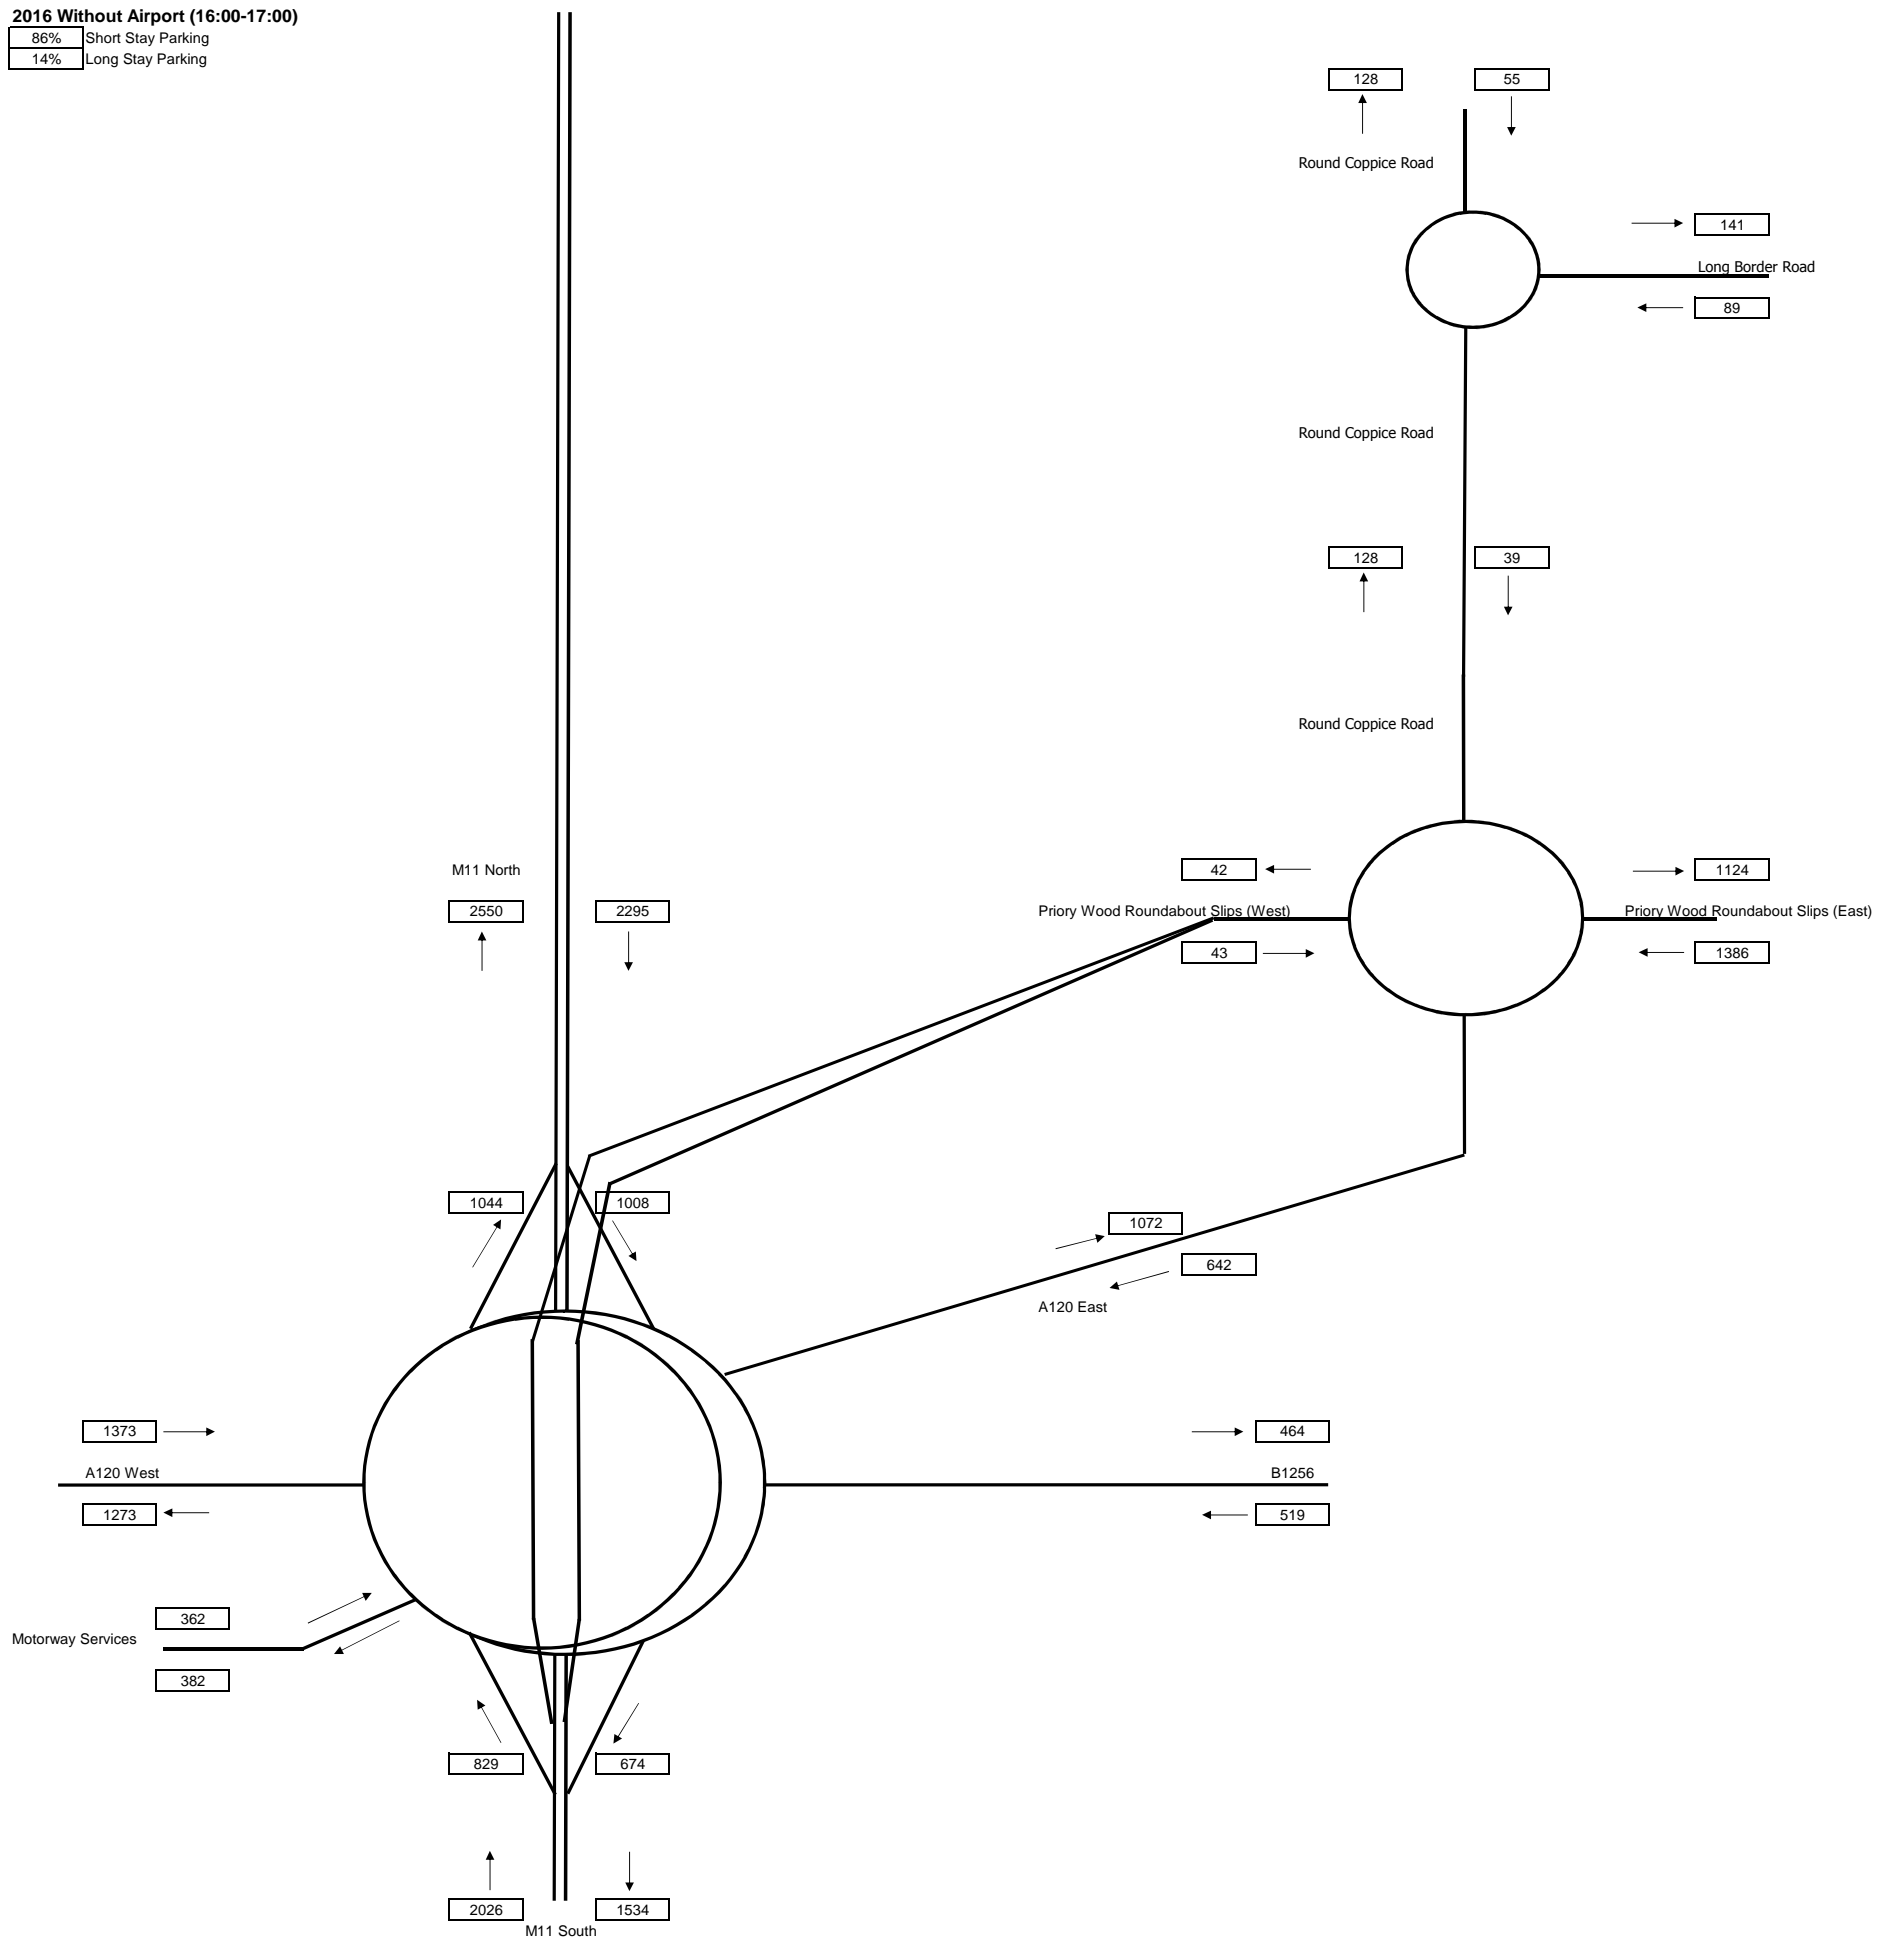 2016 Without Airport (16:00-17:00)
86% Short Stay Parking
14% Long Stay Parking
128 55
Round Coppice Road
141
Long Border Road
89
Round Coppice Road
128 39
Round Coppice Road
M11 North
42 1124
2550 2295
Priory Wood Roundabout Slips (West) Priory Wood Roundabout Slips (East)
43 1386
1044 1008
1072
642
A120 East
1373 464
A120 West B1256
1273 519
362
Motorway Services
382
829 674
2026 1534
M11 South